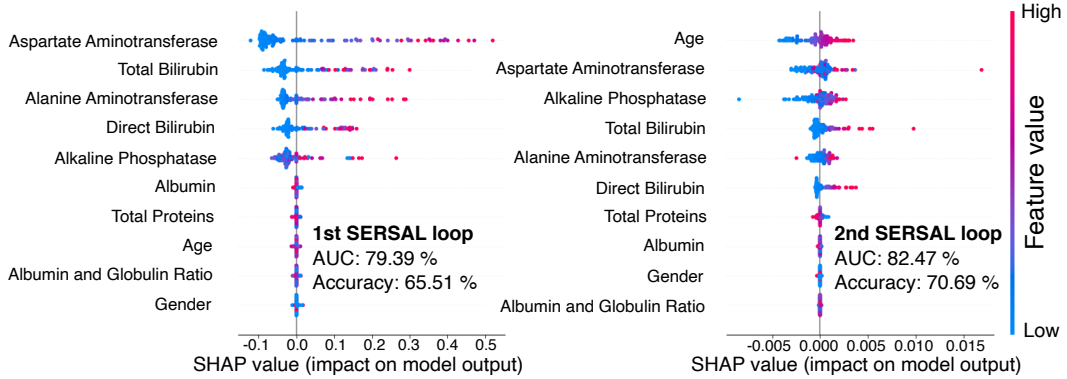 Aspartate Aminotransferase
Total Bilirubin
Alanine Aminotransferase
Direct Bilirubin
Alkaline Phosphatase
Albumin
Total Proteins
Age
Albumin and Globulin Ratio
Gender
1st SERSAL loop
AUC: 79.39 %
Accuracy: 65.51 %
-0.1 0.0 0.1 0.2 0.3 0.4 0.5
SHAP value (impact on model output)
Age
Aspartate Aminotransferase
Alkaline Phosphatase
Total Bilirubin
Alanine Aminotransferase
Direct Bilirubin
Total Proteins
Albumin
Gender
Albumin and Globulin Ratio
2nd SERSAL loop
AUC: 82.47 %
Accuracy: 70.69 %
-0.005 0.000 0.005 0.010 0.015
SHAP value (impact on model output)
High
Feature value
Low